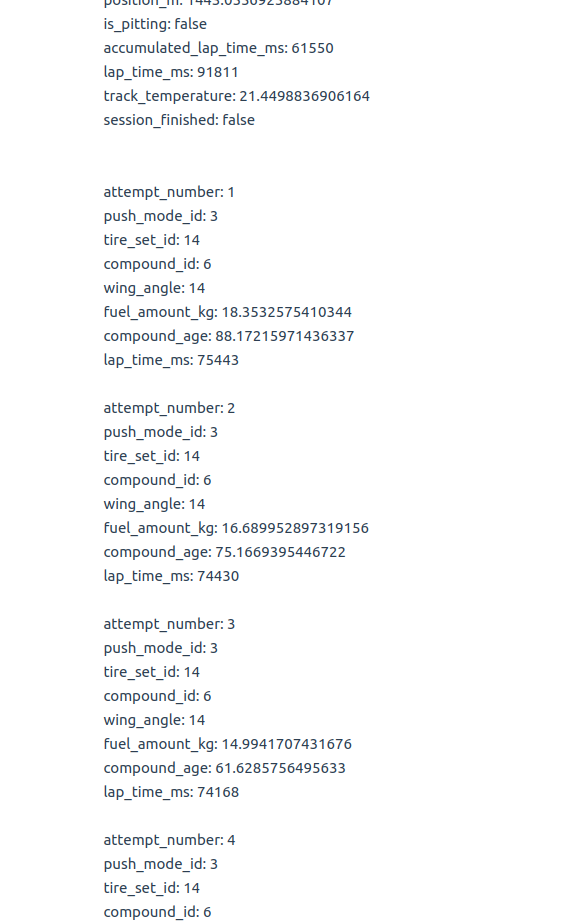 position_m: 1443.0556925884107
is_pitting: false
accumulated_lap_time_ms: 61550
lap_time_ms: 91811
track_temperature: 21.4498836906164
session_finished: false
attempt_number: 1
push_mode_id: 3
tire_set_id: 14
compound_id: 6
wing_angle: 14
fuel_amount_kg: 18.3532575410344
compound_age: 88.17215971436337
lap_time_ms: 75443
attempt_number: 2
push_mode_id: 3
tire_set_id: 14
compound_id: 6
wing_angle: 14
fuel_amount_kg: 16.689952897319156
compound_age: 75.1669395446722
lap_time_ms: 74430
attempt_number: 3
push_mode_id: 3
tire_set_id: 14
compound_id: 6
wing_angle: 14
fuel_amount_kg: 14.9941707431676
compound_age: 61.6285756495633
lap_time_ms: 74168
attempt_number: 4
push_mode_id: 3
tire_set_id: 14
compound_id: 6